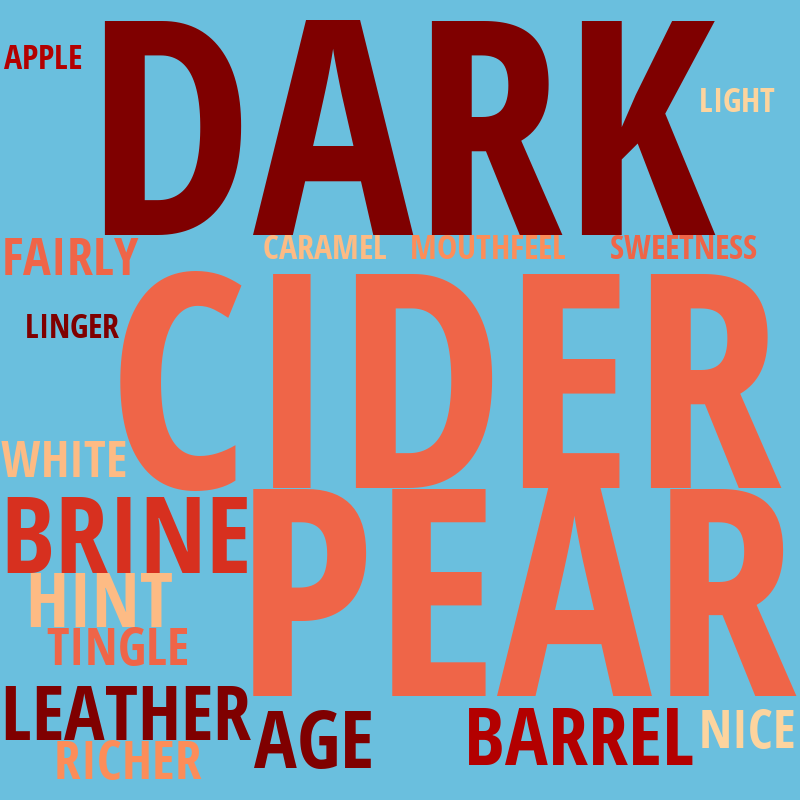 DARK
APPLE
LIGHT
FAIRLY
CARAMEL MOUTHFEEL SWEETNESS
LINGER
CIDER
WHITE
BRINE
PEAR
HINT
TINGLE
LEATHER
AGE
BARREL
NICE
RICHER